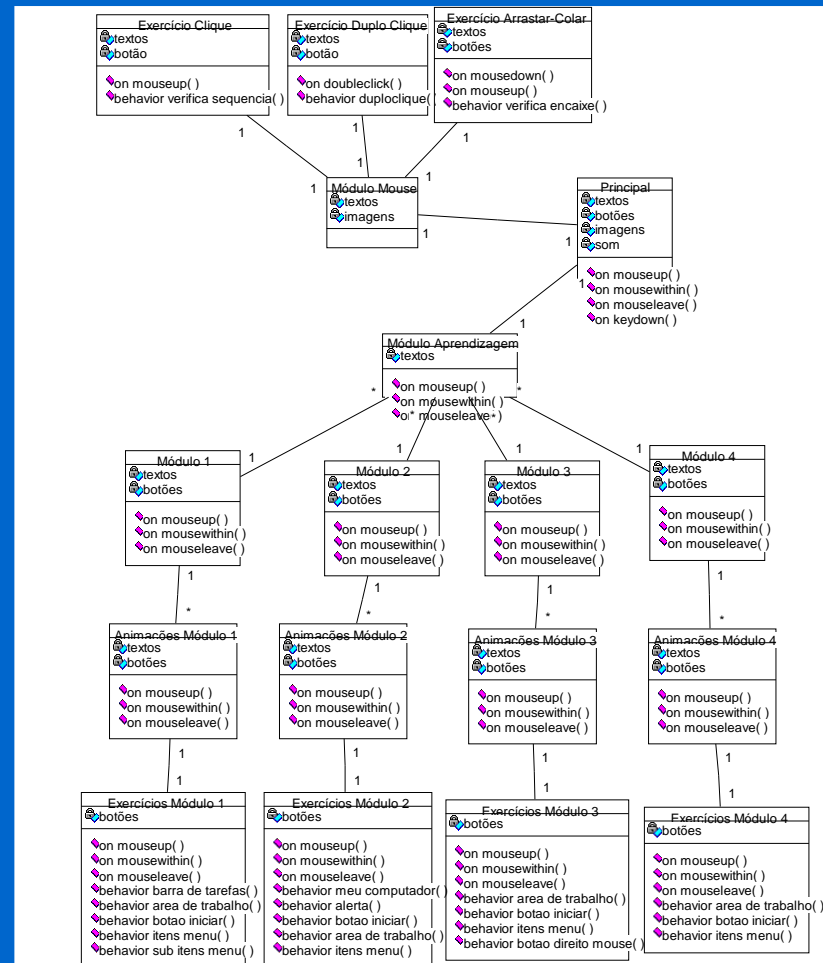 Exercício Clique
textos
botão
on mouseup( )
behavior verifica sequencia( )
Exercício Duplo Clique
textos
botão
on doubleclick( )
behavior duploclique( )
Exercício Arrastar-Colar
textos
botões
on mousedown( )
on mouseup( )
behavior verifica encaixe( )
1
1
1
1
1
1
Módulo Mouse
textos
imagens
1
1
Principal
textos
botões
imagens
som
on mouseup( )
on mousewithin( )
on mouseleave( )
on keydown( )
1
1
Módulo Aprendizagem
textos
on mouseup( )
on mousewithin( )
mouseleave
*
*
*
*
1
1
1
1
Módulo 1
textos
botões
on mouseup( )
on mousewithin( )
on mouseleave( )
Módulo 2
textos
botões
on mouseup( )
on mousewithin( )
on mouseleave( )
Módulo 3
textos
botões
on mouseup( )
on mousewithin( )
on mouseleave( )
Módulo 4
textos
botões
on mouseup( )
on mousewithin( )
on mouseleave( )
1
1
1
1
*
*
*
*
Animações Módulo 1
textos
botões
on mouseup( )
on mousewithin( )
on mouseleave( )
Animações Módulo 2
textos
botões
on mouseup( )
on mousewithin( )
on mouseleave( )
Animações Módulo 3
textos
botões
on mouseup( )
on mousewithin( )
on mouseleave( )
Animações Módulo 4
textos
botões
on mouseup( )
on mousewithin( )
on mouseleave( )
1
1
1
1
1
1
1
1
Exercícios Módulo 1
botões
on mouseup( )
on mousewithin( )
on mouseleave( )
behavior barra de tarefas( )
behavior area de trabalho( )
behavior botao iniciar( )
behavior itens menu( )
behavior sub itens menu( )
Exercícios Módulo 2
botões
on mouseup( )
on mousewithin( )
on mouseleave( )
behavior meu computador( )
behavior alerta( )
behavior botao iniciar( )
behavior area de trabalho( )
behavior itens menu( )
Exercícios Módulo 3
botões
on mouseup( )
on mousewithin( )
on mouseleave( )
behavior area de trabalho( )
behavior botao iniciar( )
behavior itens menu( )
behavior botao direito mouse( )
Exercícios Módulo 4
botões
on mouseup( )
on mousewithin( )
on mouseleave( )
behavior area de trabalho( )
behavior botao iniciar( )
behavior itens menu( )